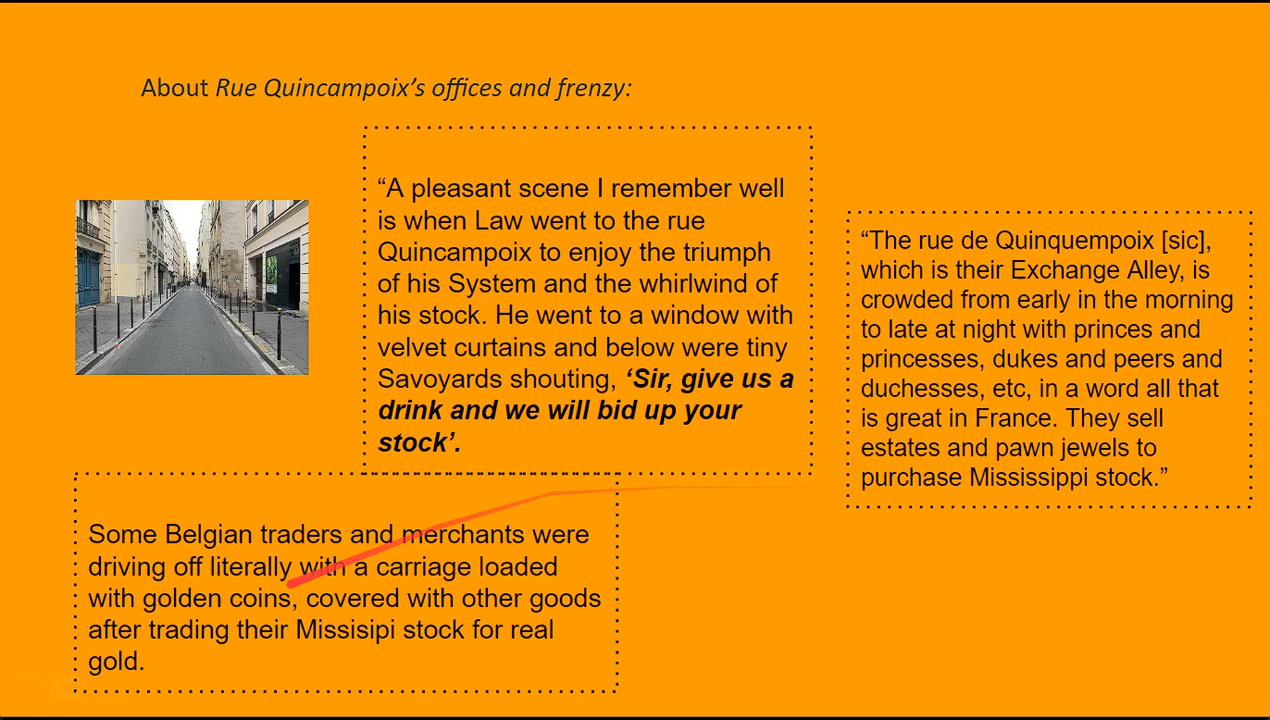 About Rue Quincampoix’s offices and frenzy:
“A pleasant scene I remember well
is when Law went to the rue
Quincampoix to enjoy the triumph
of his System and the whirlwind of
his stock. He went to a window with
velvet curtains and below were tiny
Savoyards shouting, ‘Sir, give us a
drink and we will bid up your
stock’.
“The rue de Quinquempoix [sic],
which is their Exchange Alley, is
crowded from early in the morning
to late at night with princes and
princesses, dukes and peers and
duchesses, etc, in a word all that
is great in France. They sell
estates and pawn jewels to
purchase Mississippi stock.”
Some Belgian traders and merchants were
driving off literally with a carriage loaded
with golden coins, covered with other goods
after trading their Missisipi stock for real
gold.